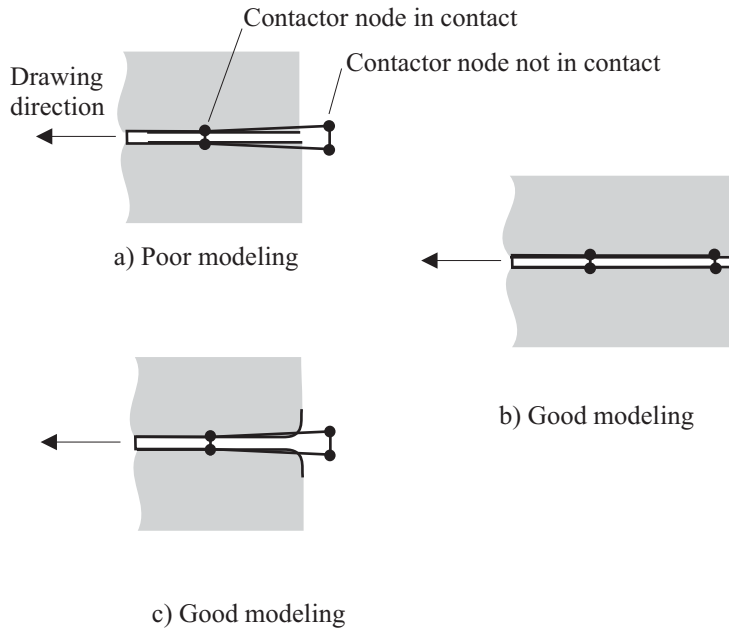 Contactor node in contact
Contactor node not in contact
Drawing
direction
a) Poor modeling
b) Good modeling
c) Good modeling